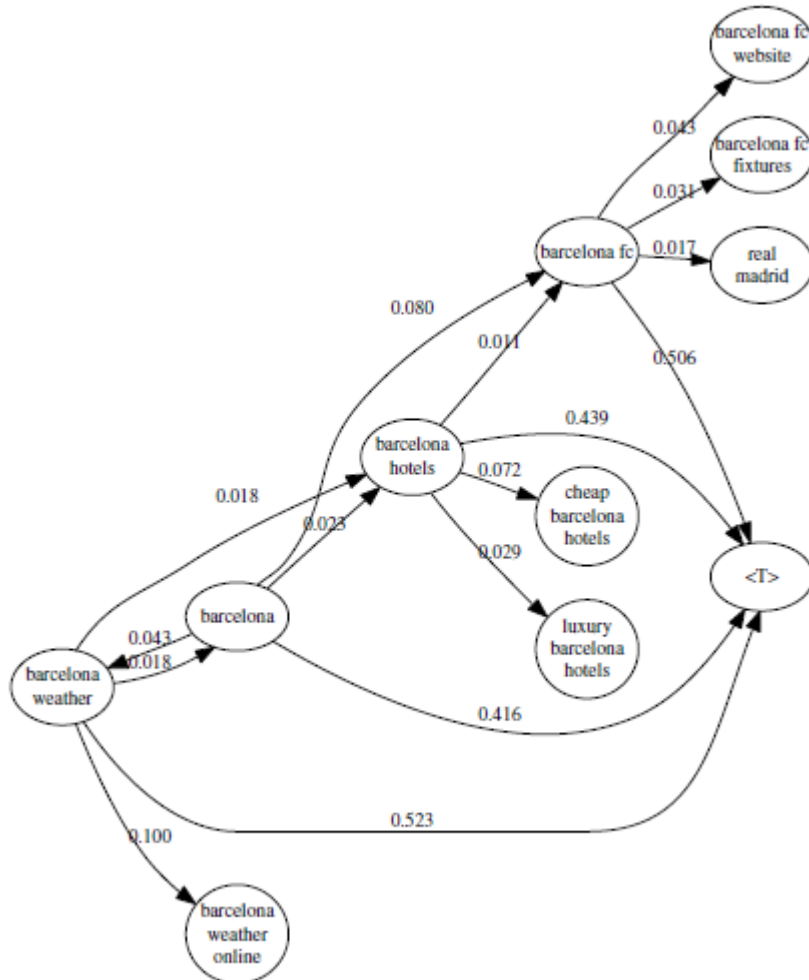 barcelona fc
website
0.043
barcelona fc
fixtures
0.031
barcelona fc
0.017
real
madrid
0.080
0.011
0.506
barcelona
hotels
0.439
0.072
cheap
barcelona
hotels
0.018
0.023
0.029
<T>
barcelona
luxury
barcelona
hotels
0.043
0.018
barcelona
weather
0.416
0.523
0.100
barcelona
weather
online